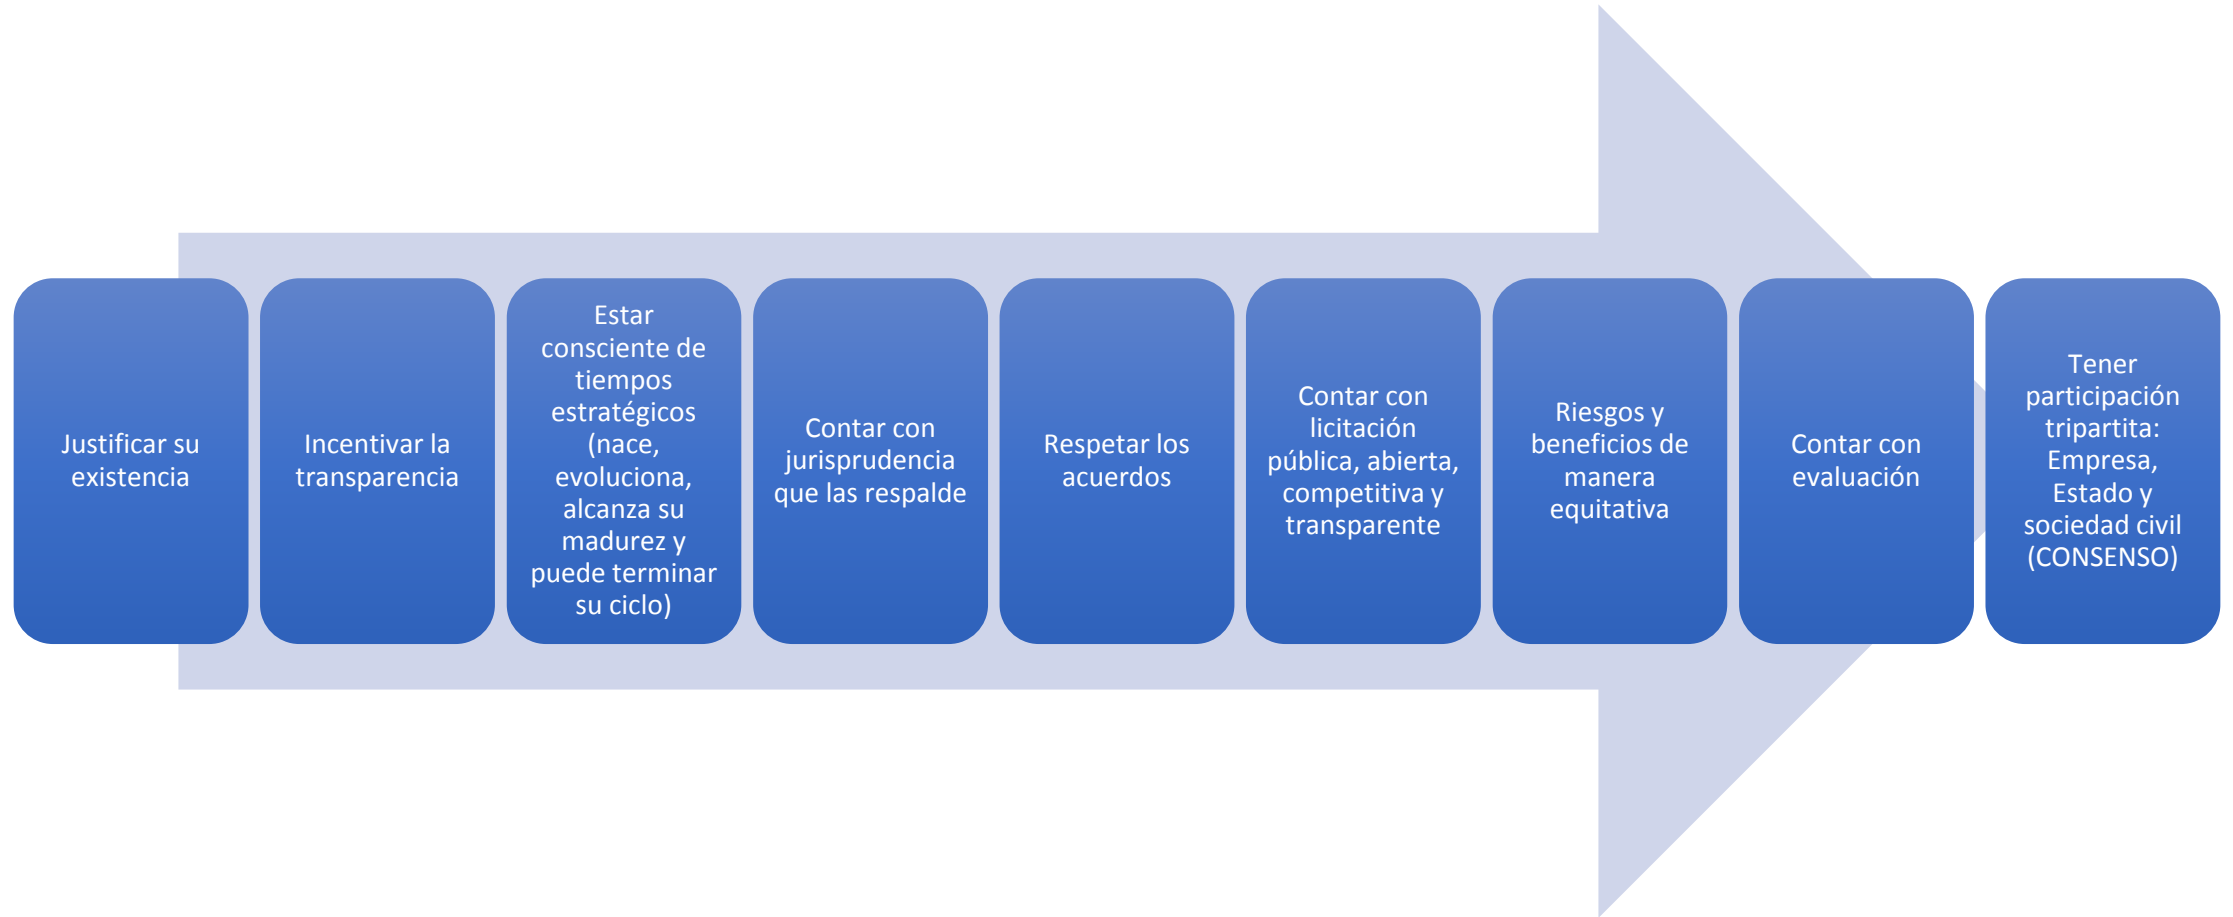 Justificar su
existencia
Incentivar la
transparencia
Estar
consciente de
tiempos
estratégicos
(nace,
evoluciona,
alcanza su
madurez y
puede terminar
su ciclo)
Contar con
jurisprudencia
que las respalde
Respetar los
acuerdos
Contar con
licitación
pública, abierta,
competitiva y
transparente
Riesgos y
beneficios de
manera
equitativa
Contar con
evaluación
Tener
participación
tripartita:
Empresa,
Estado y
sociedad civil
(CONSENSO)